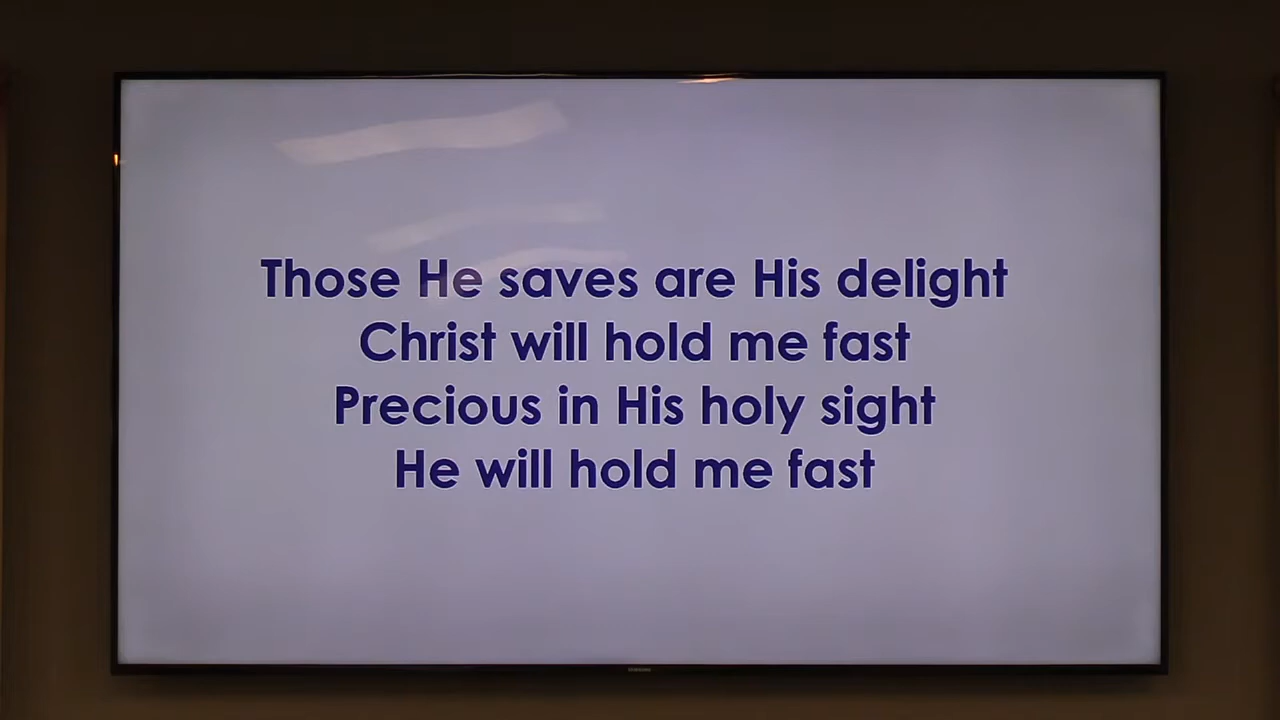 Those He saves are His delight
Christ will hold me fast
Precious in His holy sight
He will hold me fast
SAMSUNG